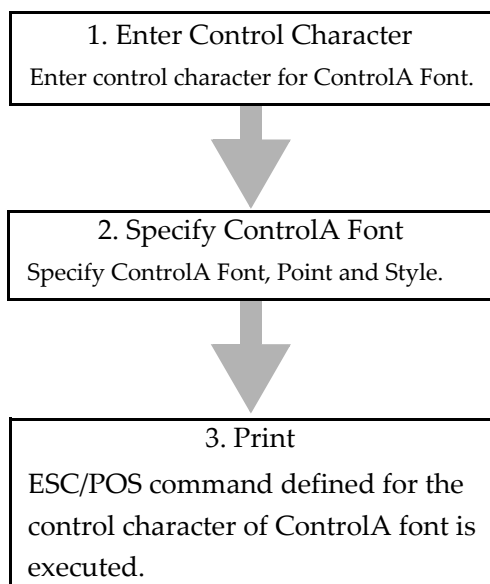 1. Enter Control Character
Enter control character for ControlA Font.
2. Specify ControlA Font
Specify ControlA Font, Point and Style.
3. Print
ESC/POS command defined for the
control character of ControlA font is
executed.